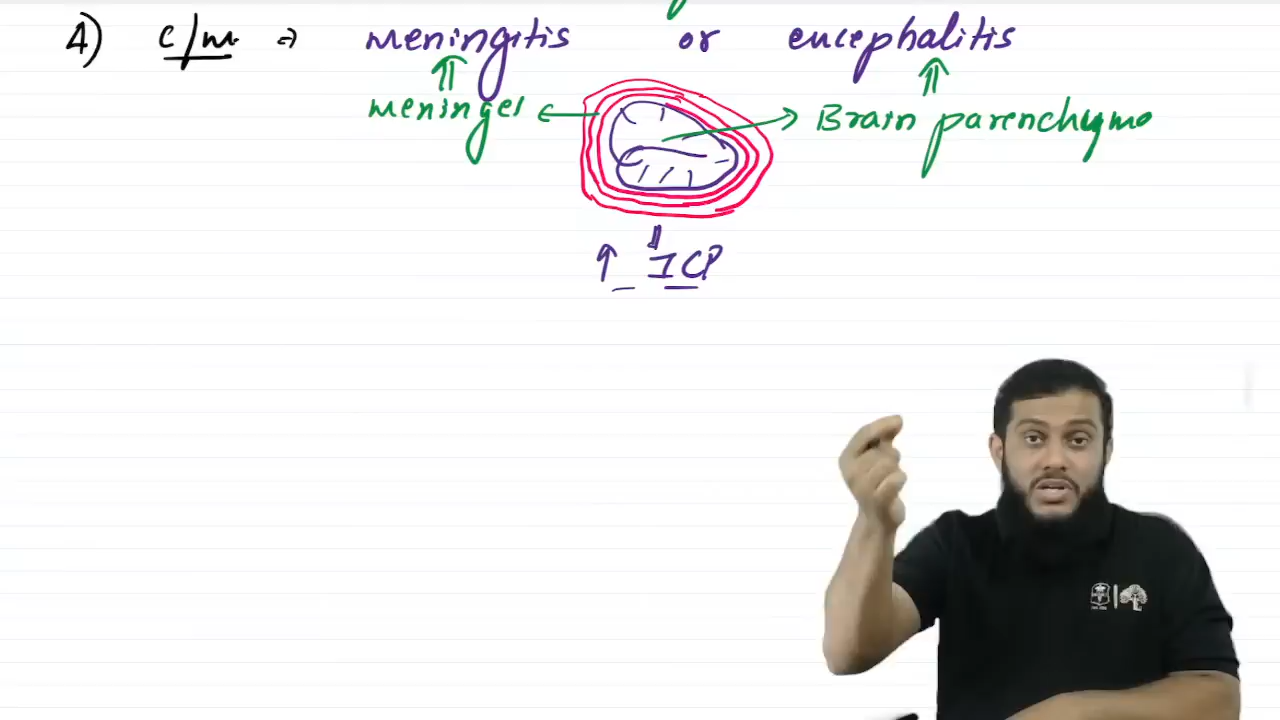 4) c/m ⇒ meningitis or encephalitis
meninges Brain parenchyma
↑ ICP